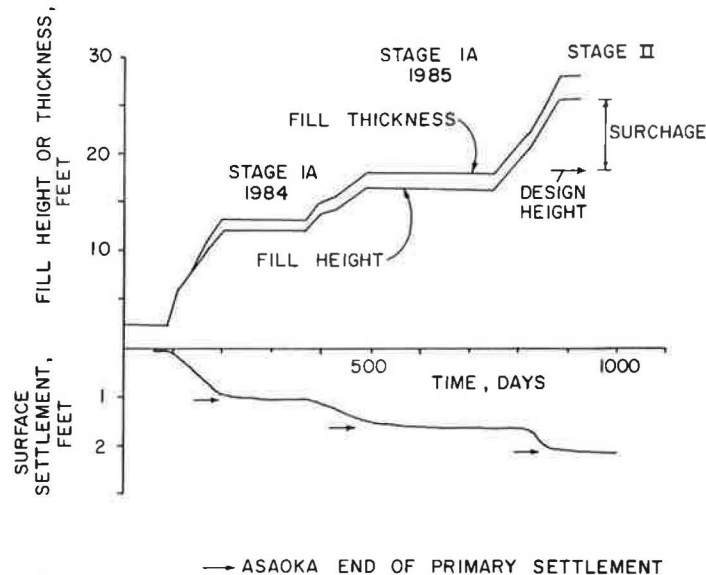 FILL HEIGHT OR THICKNESS,
FEET
30
20
10
STAGE IA
1984
STAGE IA
1985
STAGE II
FILL THICKNESS
FILL HEIGHT
SURCHAGE
DESIGN
HEIGHT
500
1000
TIME, DAYS
SURFACE
SETTLEMENT,
FEET
1
2
→ ASAOKA END OF PRIMARY SETTLEMENT